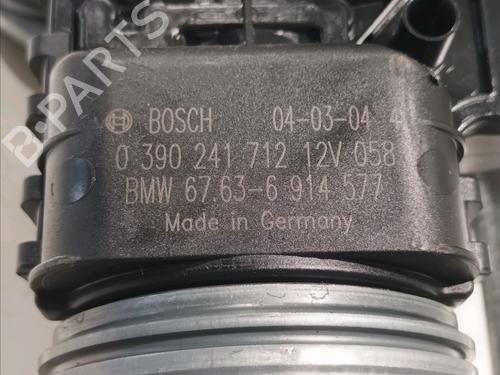 BOSCH 04-03-04 4
0 390 241 712 12V 058
BMW 67.63-6 914 577
Made in Germany
B-PARTS